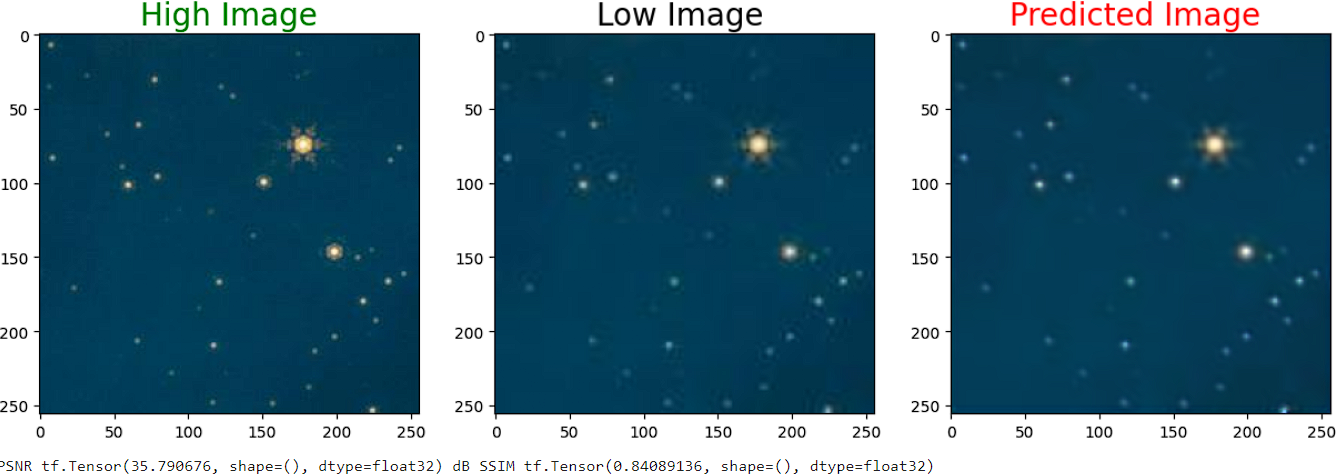 High Image Low Image Predicted Image
0 0 0
50 50 50
100 100 100
150 150 150
200 200 200
250 250 250
0 50 100 150 200 250 0 50 100 150 200 250 0 50 100 150 200 250
PSNR tf.Tensor(35.790676, shape=(), dtype=float32) dB SSIM tf.Tensor(0.84089136, shape=(), dtype=float32)